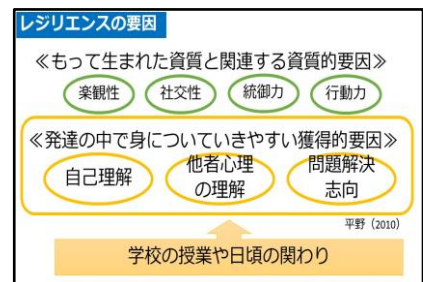 レジリエンスの要因
≪もって生まれた資質と関連する資質的要因≫
楽観性 社交性 統御力 行動力
≪発達の中で身についていきやすい獲得的要因≫
自己理解 他者心理の理解 問題解決志向
平野（2010）
学校の授業や日頃の関わり